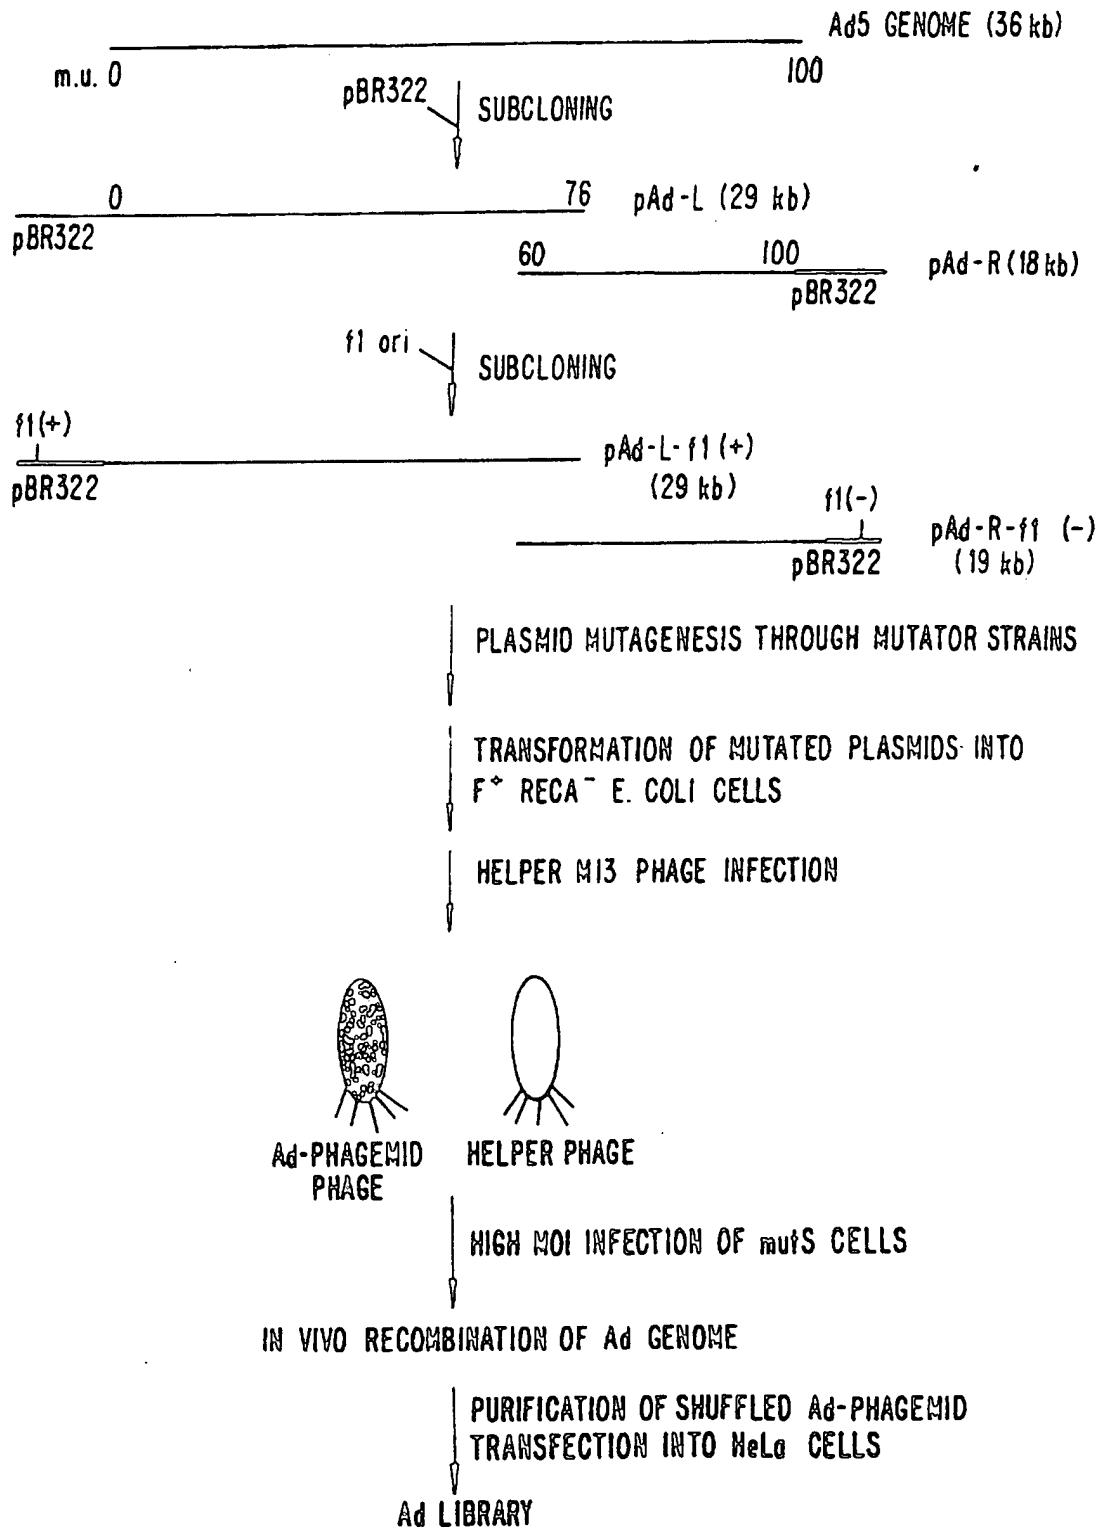 Ad5 GENOME (36 kb)
m.u. 0
100
pBR322
SUBCLONING
0
76
pAd-L (29 kb)
pBR322
60
100
pAd-R (18 kb)
pBR322
f1 ori
SUBCLONING
f1(+)
pAd-L-f1 (+)
(29 kb)
pBR322
f1(-)
pAd-R-f1 (-)
(19 kb)
pBR322
PLASMID MUTAGENESIS THROUGH MUTATOR STRAINS
TRANSFORMATION OF MUTATED PLASMIDS INTO
F⁺ RECA⁻ E. COLI CELLS
HELPER M13 PHAGE INFECTION
Ad-PHAGEMID
PHAGE
HELPER PHAGE
HIGH MOI INFECTION OF mutS CELLS
IN VIVO RECOMBINATION OF Ad GENOME
PURIFICATION OF SHUFFLED Ad-PHAGEMID
TRANSFECTION INTO HeLa CELLS
Ad LIBRARY